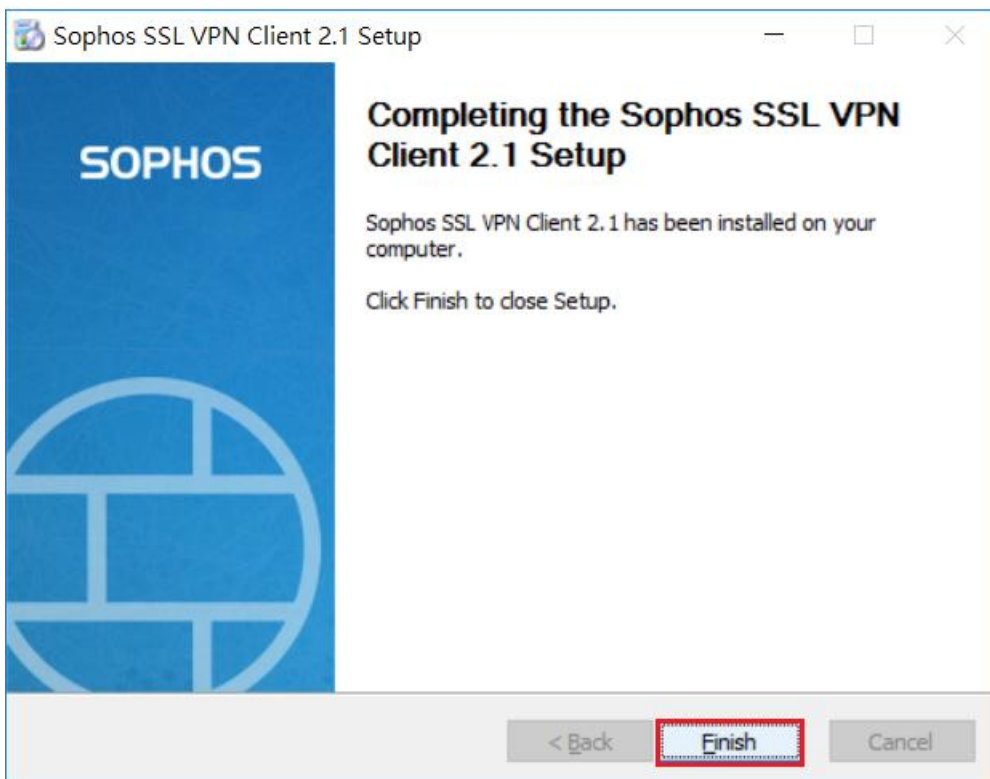 Sophos SSL VPN Client 2.1 Setup
SOPHOS
Completing the Sophos SSL VPN
Client 2.1 Setup
Sophos SSL VPN Client 2.1 has been installed on your
computer.
Click Finish to close Setup.
< Back
Finish
Cancel